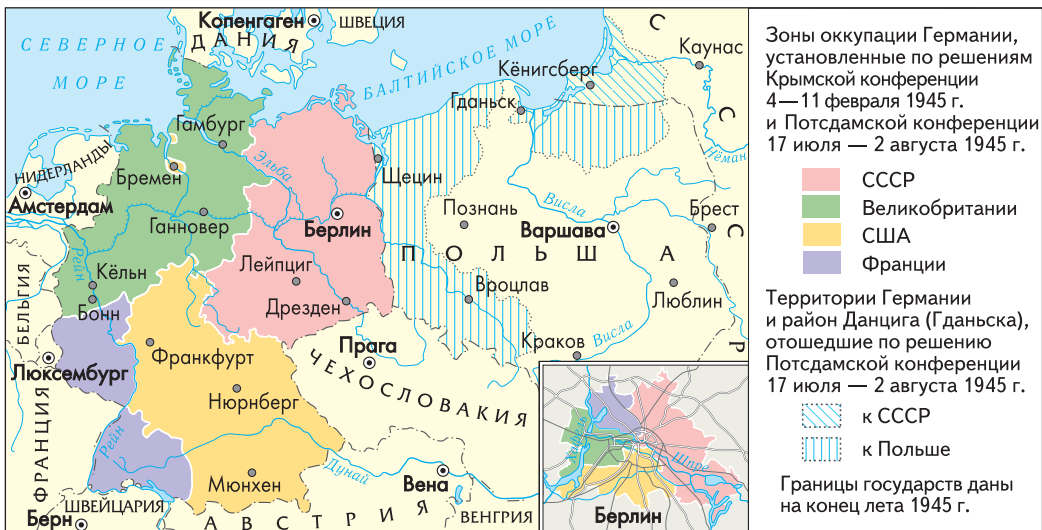 Копенгаген
ШВЕЦИЯ
ДАНИЯ
СЕВЕРНОЕ
МОРЕ
БАЛТИЙСКОЕ МОРЕ
С
С
С
Р
Каунас
Кёнигсберг
Гданьск
Неман
Гамбург
Эльба
Щецин
НИДЕРЛАНДЫ
Бремен
Амстердам
Ганновер
Берлин
Познань
Висла
Варшава
Брест
ПОЛЬША
Рейн
Кёльн
Лейпциг
Бонн
Дрезден
Вроцлав
Люблин
БЕЛЬГИЯ
Франкфурт
Прага
Краков
Висла
Люксембург
ЧЕХОСЛОВАКИЯ
Нюрнберг
ФРАНЦИЯ
Рейн
Дунай
Мюнхен
Вена
ШВЕЙЦАРИЯ
Берн
АВСТРИЯ
ВЕНГРИЯ
Хафель
Шпре
Берлин
Зоны оккупации Германии,
установленные по решениям
Крымской конференции
4—11 февраля 1945 г.
и Потсдамской конференции
17 июля — 2 августа 1945 г.
СССР
Великобритании
США
Франции
Территории Германии
и район Данцига (Гданьска),
отошедшие по решению
Потсдамской конференции
17 июля — 2 августа 1945 г.
к СССР
к Польше
Границы государств даны
на конец лета 1945 г.